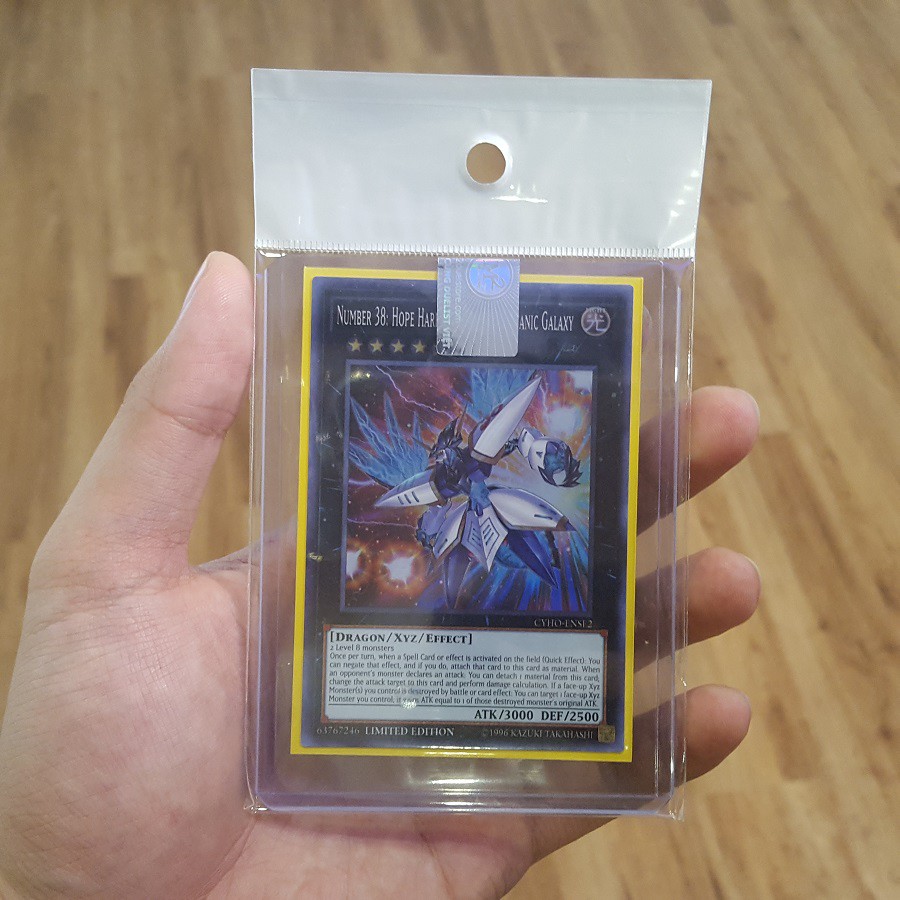 NUMBER 38: HOPE HAR ANIC GALAXY
LIGHT
光
CYHO-ENSE2
[DRAGON/XYZ/EFFECT]
2 Level 8 monsters
Once per turn, when a Spell Card or effect is activated on the field (Quick Effect): You
can negate that effect, and if you do, attach that card to this card as material. When
an opponent's monster declares an attack: You can detach 1 material from this card;
change the attack target to this card and perform damage calculation. If a face-up Xyz
Monster(s) you control is destroyed by battle or card effect: You can target 1 face-up Xyz
Monster you control; it gains ATK equal to 1 of those destroyed monster's original ATK.
ATK/3000 DEF/2500
63767246 LIMITED EDITION ©1996 KAZUKI TAKAHASHI